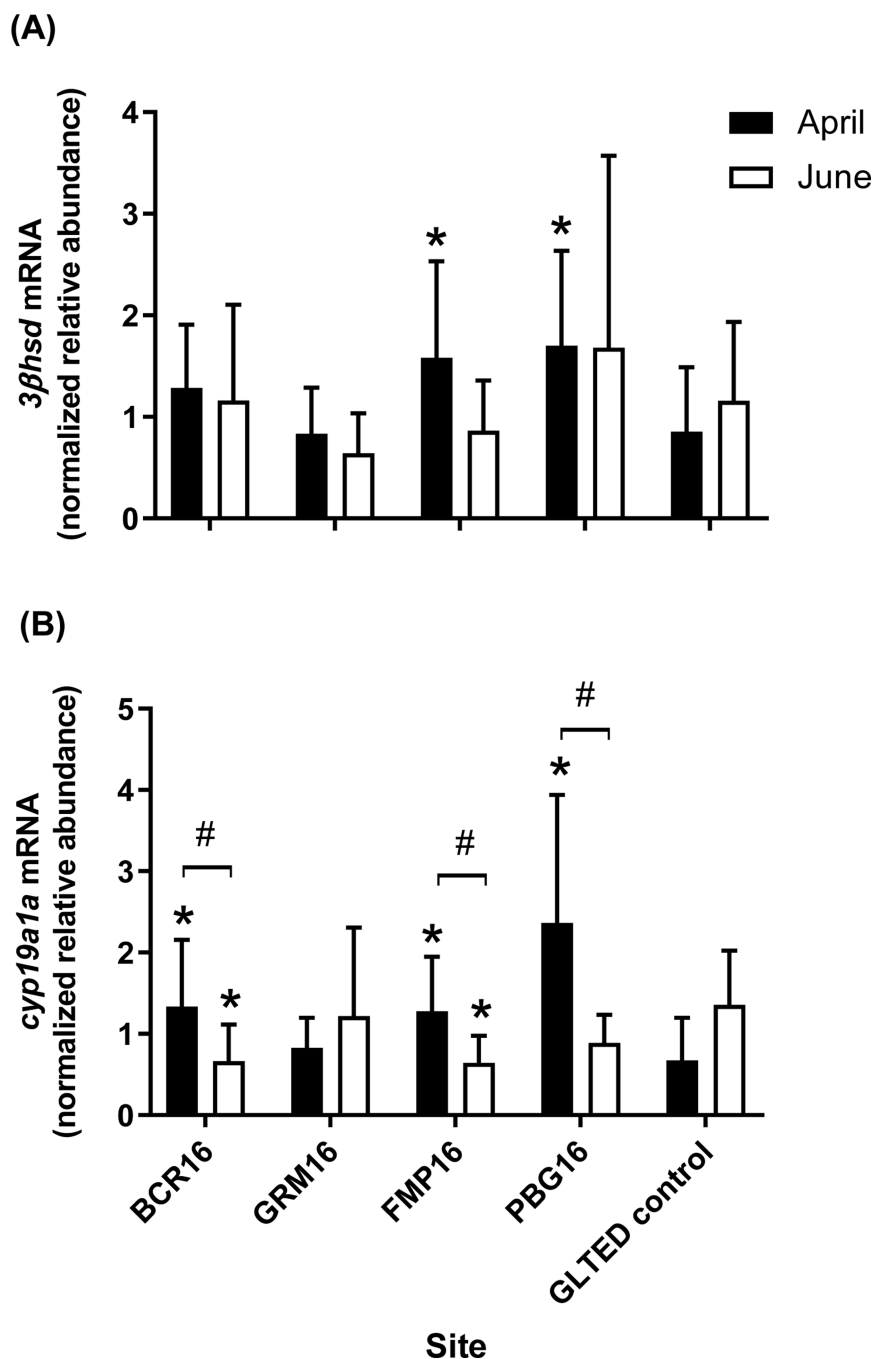 (A)
3βhsd mRNA
(normalized relative abundance)
4
3
2
1
0
* *
April
June
(B)
cyp19a1a mRNA
(normalized relative abundance)
5
4
3
2
1
0
#
*
*
#
*
*
#
*
BCR16
GRM16
FMP16
PBG16
GLTED control
Site